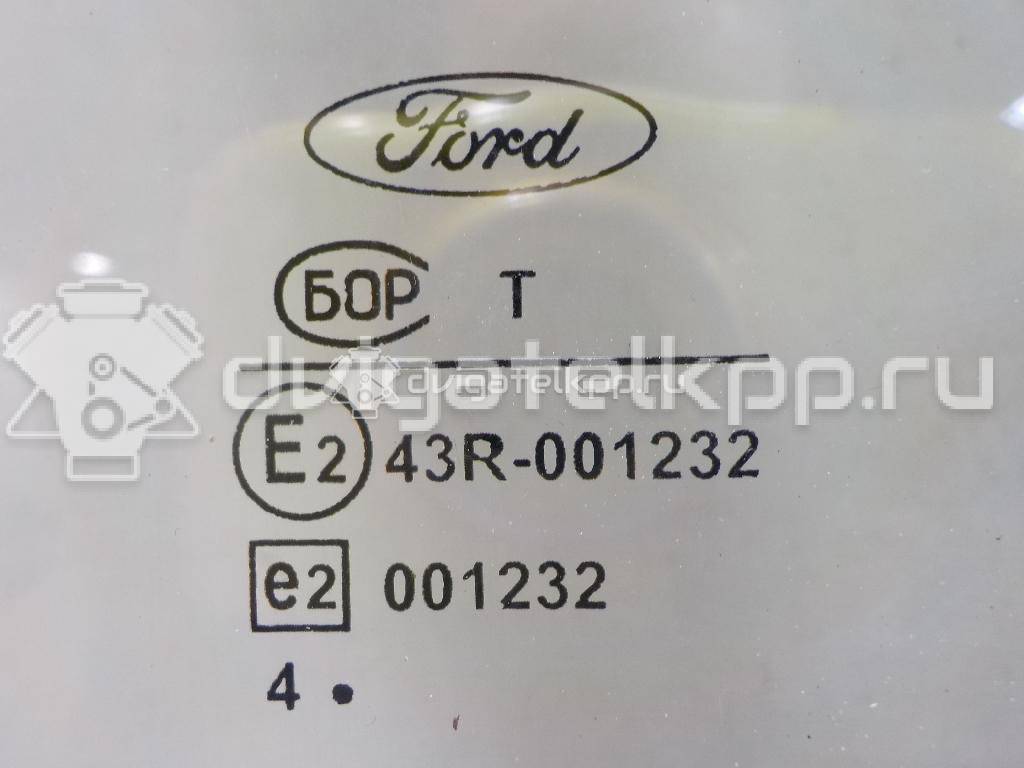 Ford
БОР T
dvigatelkpp.ru
dvigatelkpp.ru
E2 43R-001232
e2 001232
4 •